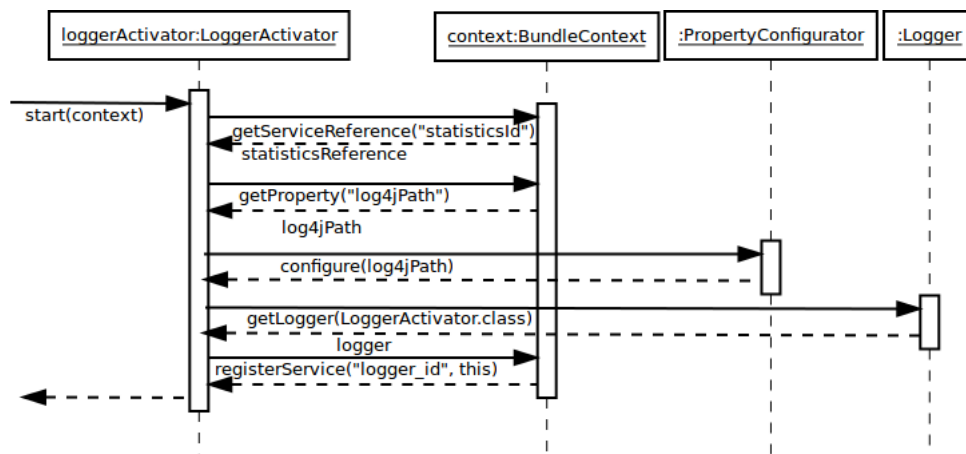 loggerActivator:LoggerActivator
context:BundleContext
:PropertyConfigurator
:Logger
start(context)
getServiceReference("statisticsId")
statisticsReference
getProperty("log4jPath")
log4jPath
configure(log4jPath)
getLogger(LoggerActivator.class)
logger
registerService("logger_id", this)